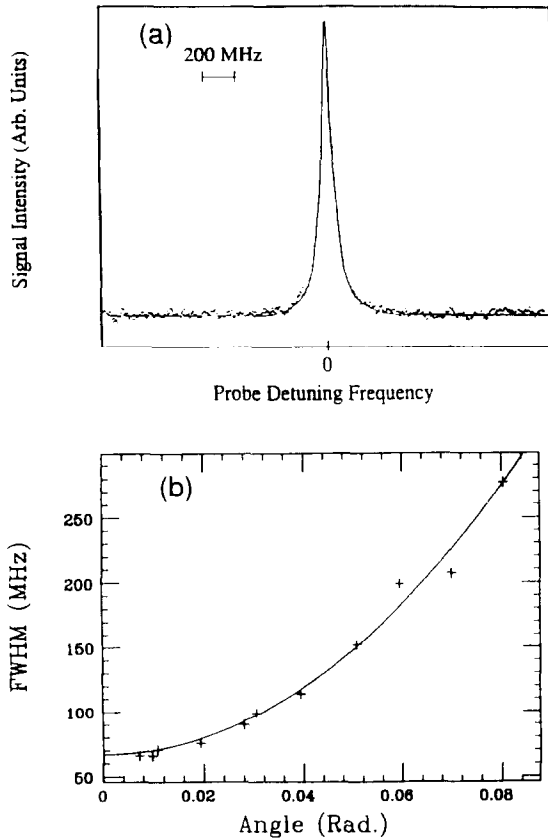 (a)
200 MHz
Signal Intensity (Arb. Units)
0
Probe Detuning Frequency
(b)
FWHM (MHz)
250
200
150
100
50
0
0.02
0.04
0.06
0.08
Angle (Rad.)